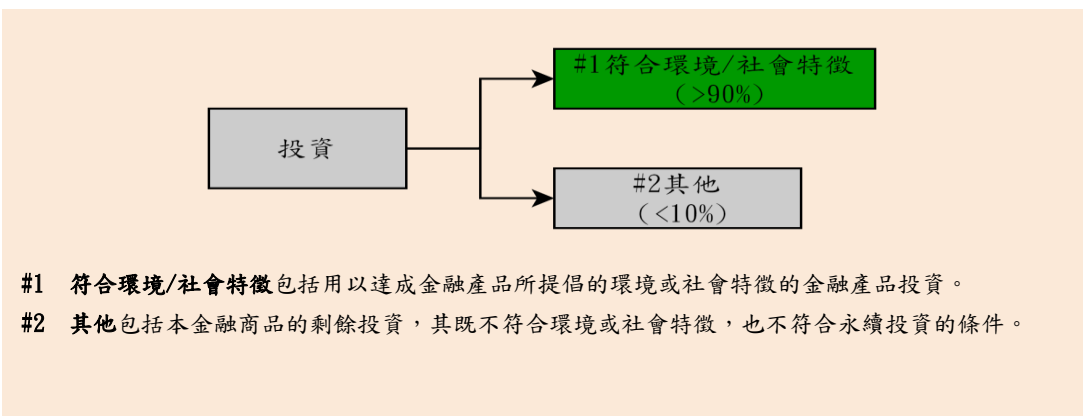 #1符合環境/社會特徵
（>90%）
投資
#2其他
（<10%）
#1 符合環境/社會特徵包括用以達成金融產品所提倡的環境或社會特徵的金融產品投資。
#2 其他包括本金融商品的剩餘投資，其既不符合環境或社會特徵，也不符合永續投資的條件。